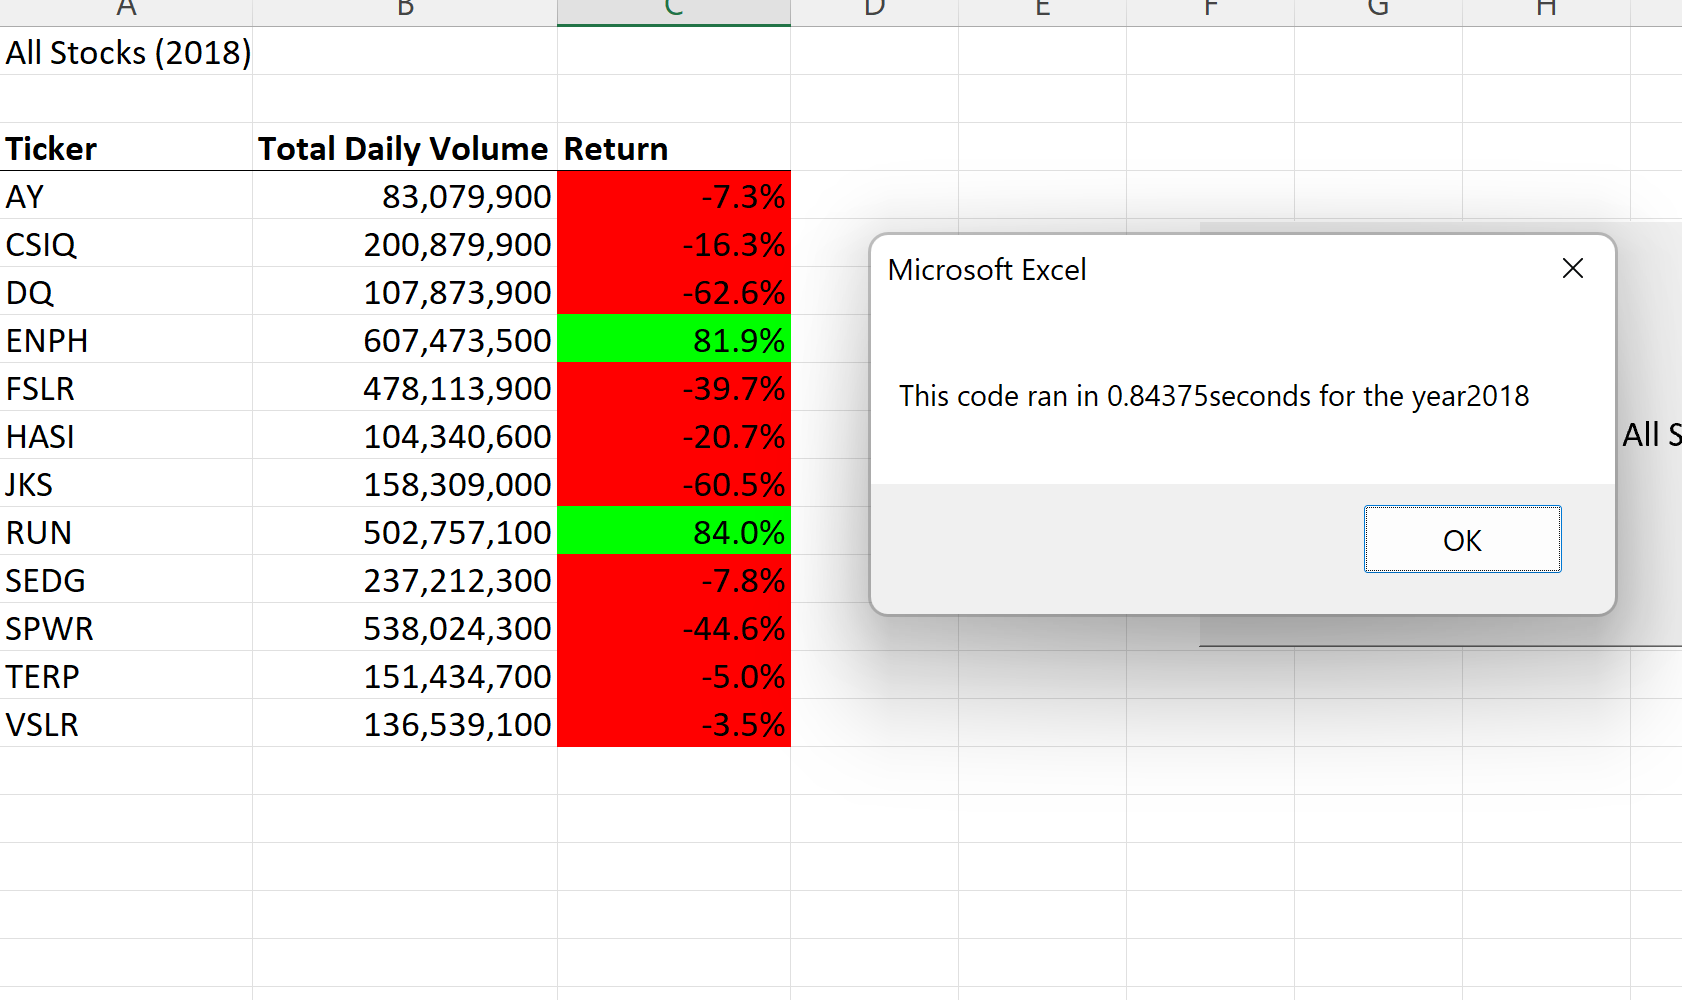 A B C D E F G H
All Stocks (2018)
Ticker Total Daily Volume Return
AY 83,079,900 -7.3%
CSIQ 200,879,900 -16.3%
DQ 107,873,900 -62.6%
ENPH 607,473,500 81.9%
FSLR 478,113,900 -39.7%
HASI 104,340,600 -20.7%
JKS 158,309,000 -60.5%
RUN 502,757,100 84.0%
SEDG 237,212,300 -7.8%
SPWR 538,024,300 -44.6%
TERP 151,434,700 -5.0%
VSLR 136,539,100 -3.5%
Microsoft Excel
This code ran in 0.84375seconds for the year2018
OK
All S